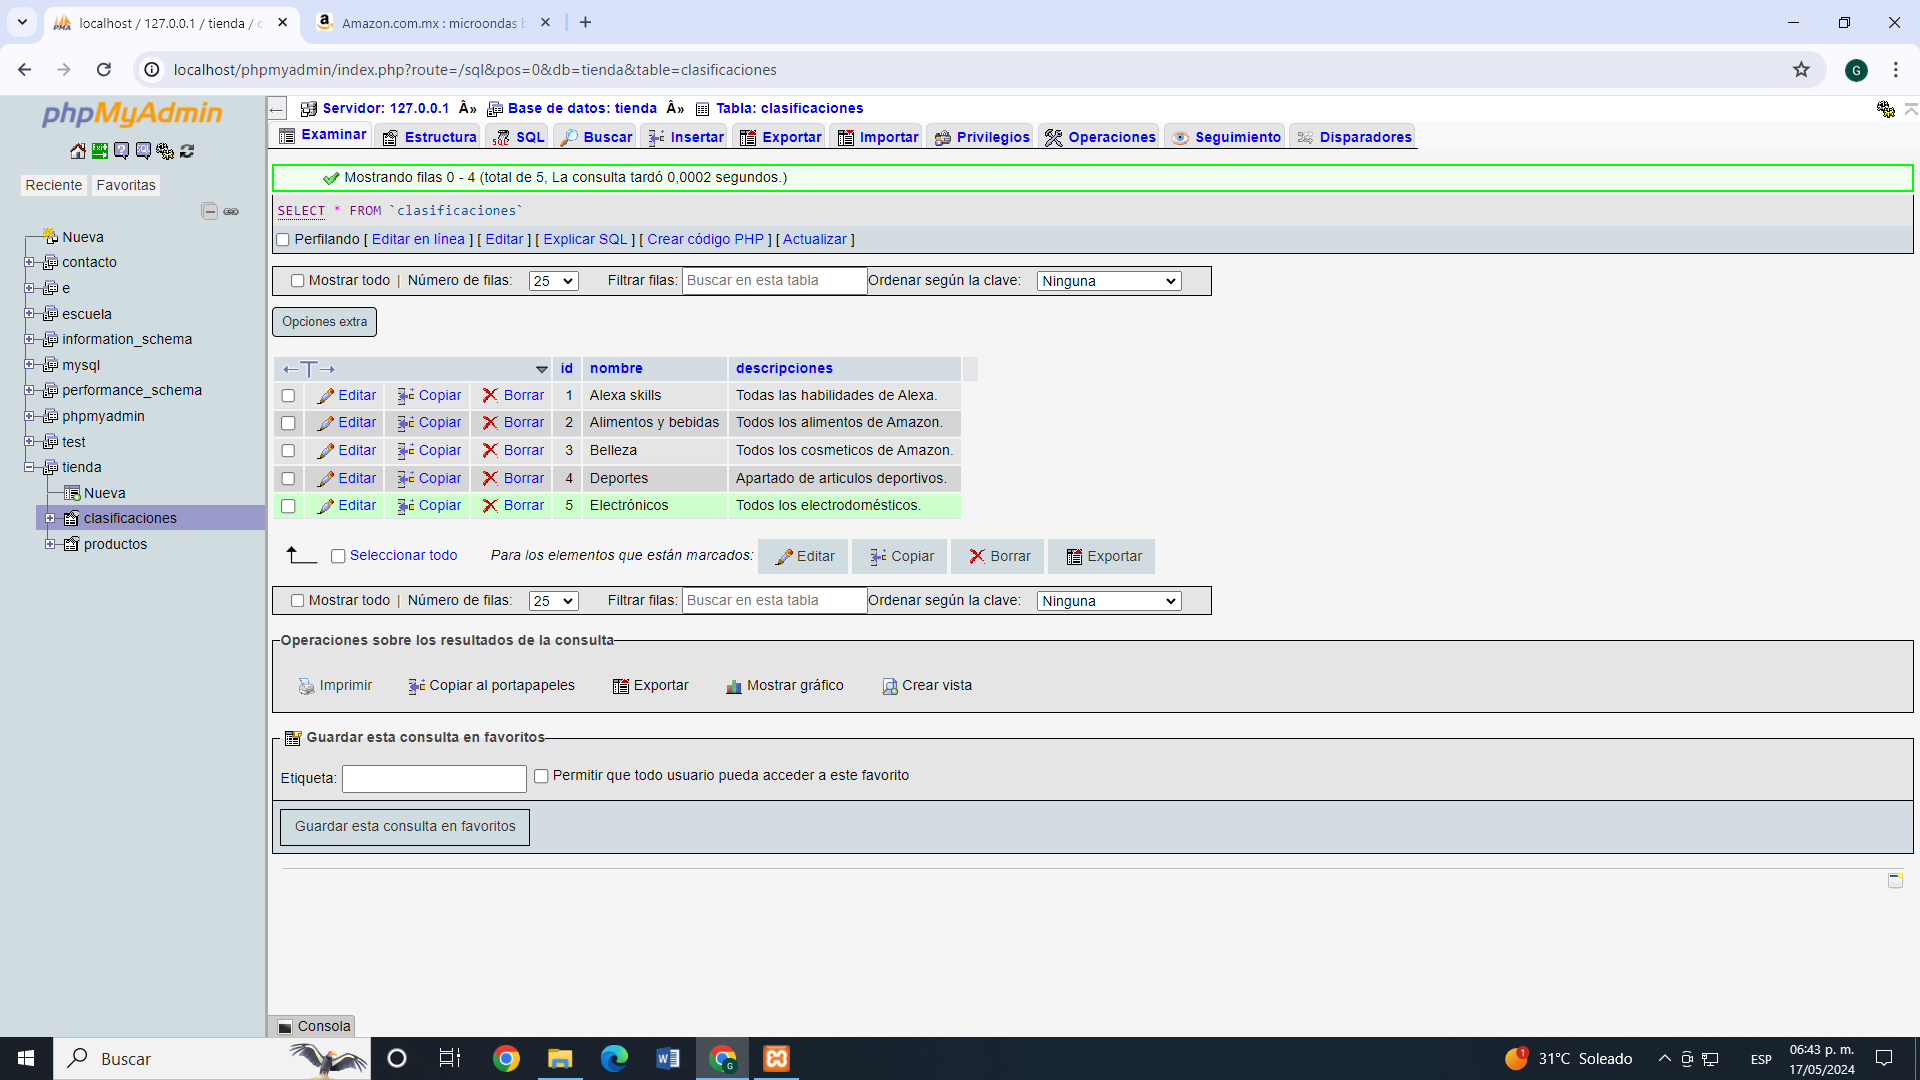 localhost / 127.0.0.1 / tienda / c
Amazon.com.mx : microondas b
localhost/phpmyadmin/index.php?route=/sql&pos=0&db=tienda&table=clasificaciones
G
phpMyAdmin
Reciente Favoritas
Nueva
contacto
e
escuela
information_schema
mysql
performance_schema
phpmyadmin
test
tienda
Nueva
clasificaciones
productos
Servidor: 127.0.0.1 Â» Base de datos: tienda Â» Tabla: clasificaciones
Examinar Estructura SQL Buscar Insertar Exportar Importar Privilegios Operaciones Seguimiento Disparadores
Mostrando filas 0 - 4 (total de 5, La consulta tardó 0,0002 segundos.)
SELECT * FROM `clasificaciones`
Perfilando [ Editar en línea ] [ Editar ] [ Explicar SQL ] [ Crear código PHP ] [ Actualizar ]
Mostrar todo | Número de filas: 25 Filtrar filas: Buscar en esta tabla Ordenar según la clave: Ninguna
Opciones extra
←T→ id nombre descripciones
Editar Copiar Borrar 1 Alexa skills Todas las habilidades de Alexa.
Editar Copiar Borrar 2 Alimentos y bebidas Todos los alimentos de Amazon.
Editar Copiar Borrar 3 Belleza Todos los cosmeticos de Amazon.
Editar Copiar Borrar 4 Deportes Apartado de articulos deportivos.
Editar Copiar Borrar 5 Electrónicos Todos los electrodomésticos.
Seleccionar todo Para los elementos que están marcados: Editar Copiar Borrar Exportar
Mostrar todo | Número de filas: 25 Filtrar filas: Buscar en esta tabla Ordenar según la clave: Ninguna
Operaciones sobre los resultados de la consulta
Imprimir Copiar al portapapeles Exportar Mostrar gráfico Crear vista
Guardar esta consulta en favoritos
Etiqueta: Permitir que todo usuario pueda acceder a este favorito
Guardar esta consulta en favoritos
Consola
Buscar
1 31°C Soleado
ESP
06:43 p. m.
17/05/2024